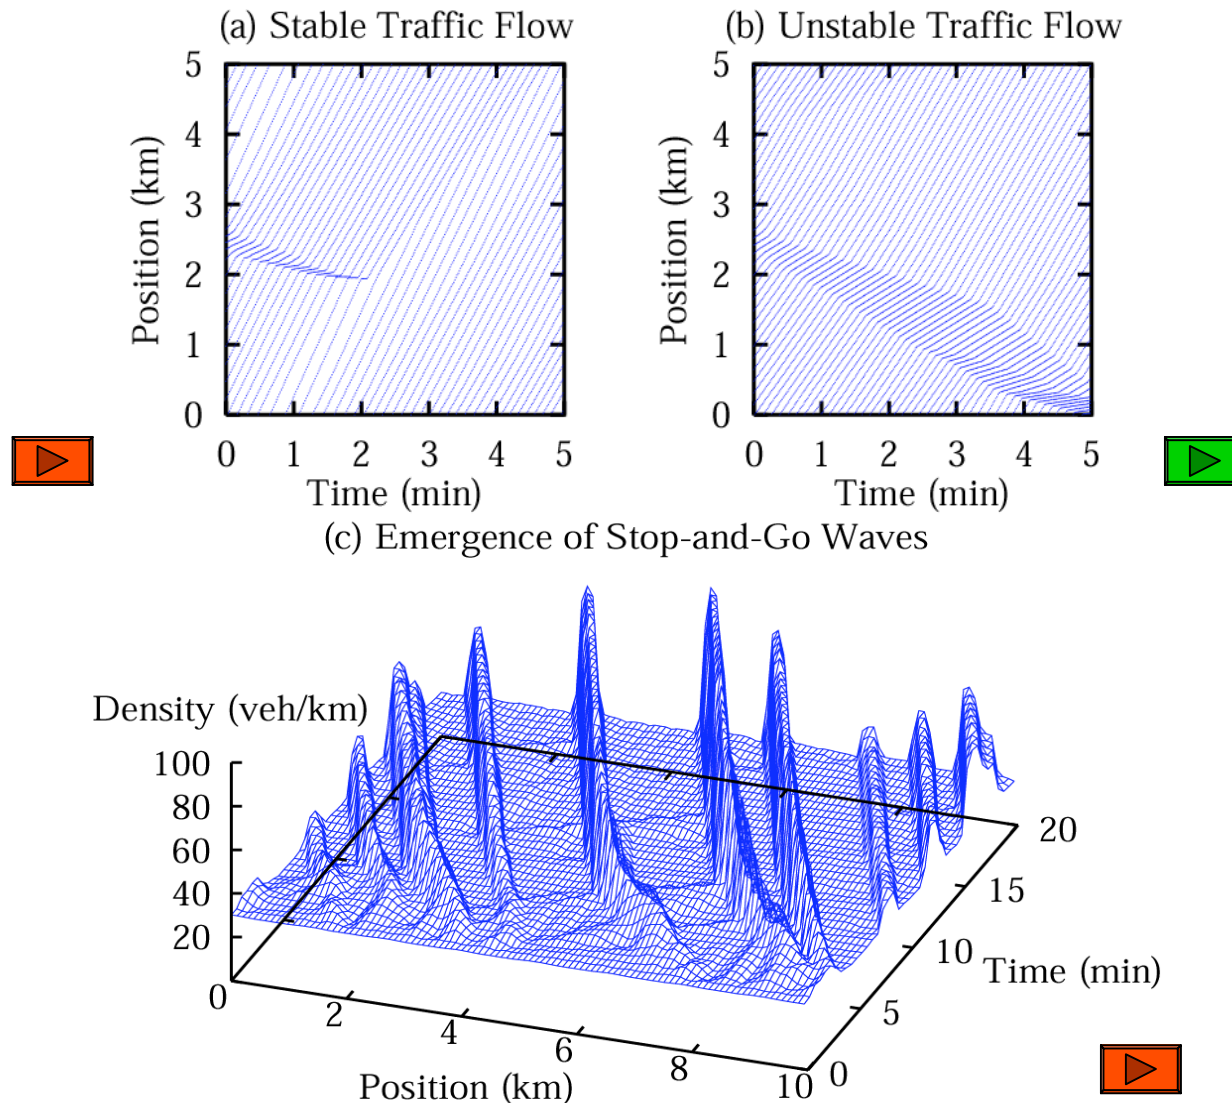 (a) Stable Traffic Flow
(b) Unstable Traffic Flow
5
4
3
2
1
0
Position (km)
0 1 2 3 4 5
Time (min)
5
4
3
2
1
0
Position (km)
0 1 2 3 4 5
Time (min)
(c) Emergence of Stop-and-Go Waves
Density (veh/km)
100
80
60
40
20
0
2
4
6
8
10
Position (km)
0
5
10
15
20
Time (min)